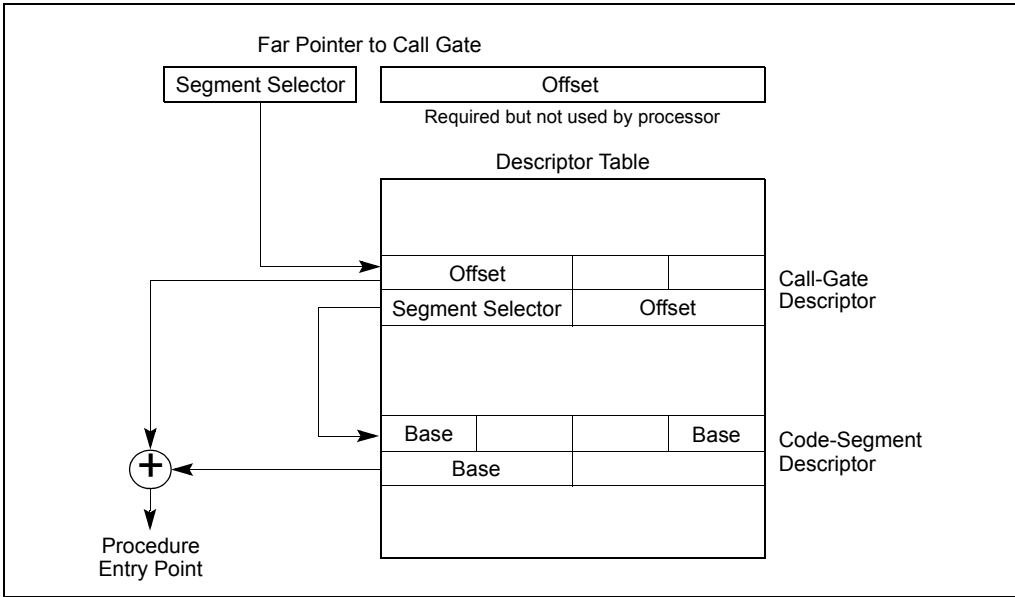 Far Pointer to Call Gate
Segment Selector
Offset
Required but not used by processor
Descriptor Table
Offset
Call-Gate
Descriptor
Segment Selector
Offset
Base
Base
Code-Segment
Descriptor
Base
+
Procedure
Entry Point